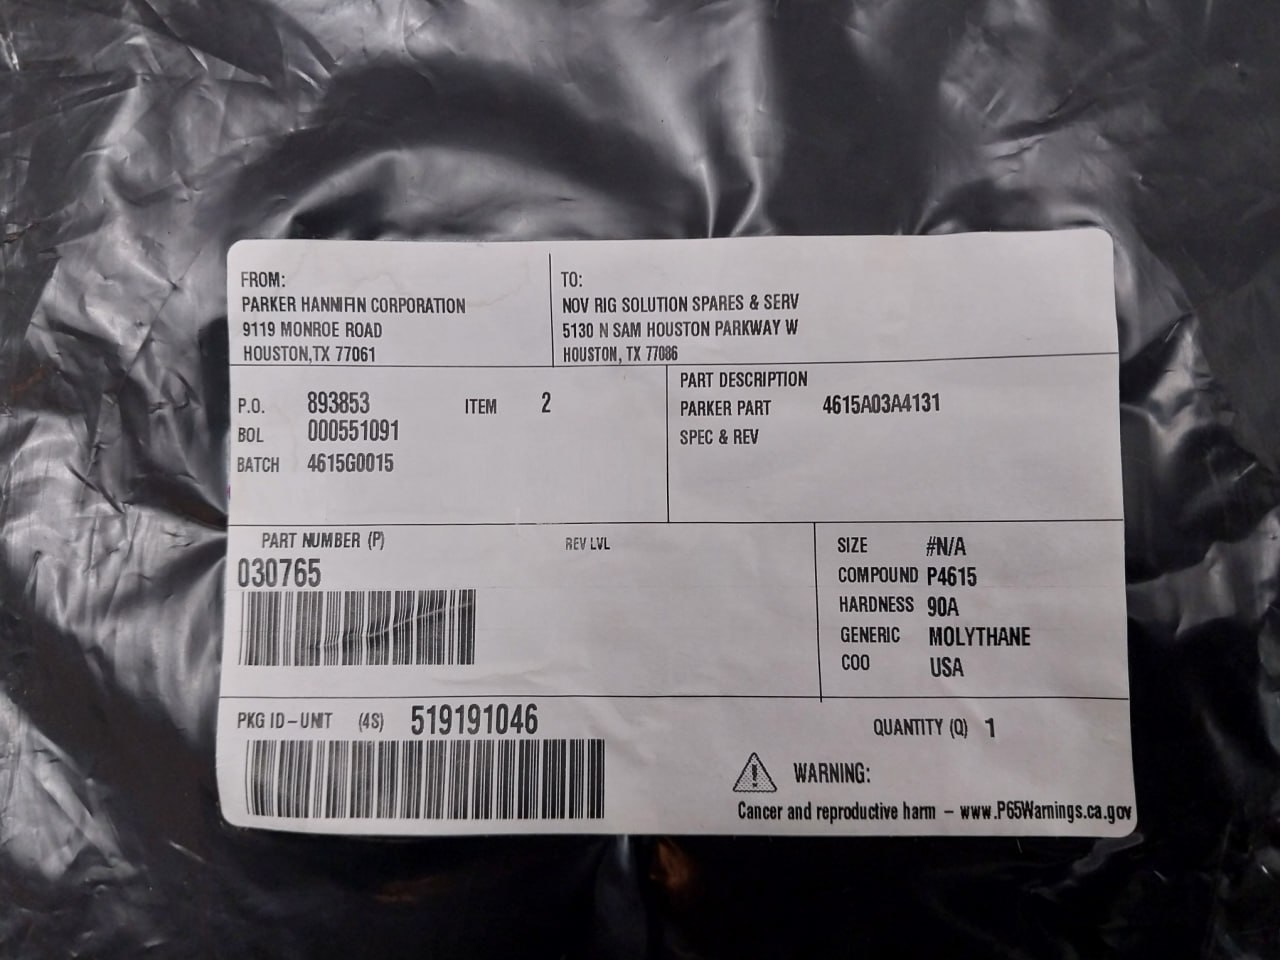 FROM:
PARKER HANNIFIN CORPORATION
9119 MONROE ROAD
HOUSTON,TX 77061
TO:
NOV RIG SOLUTION SPARES & SERV
5130 N SAM HOUSTON PARKWAY W
HOUSTON, TX 77086
P.O. 893853 ITEM 2
BOL 000551091
BATCH 4615G0015
PART DESCRIPTION
PARKER PART 4615A03A4131
SPEC & REV
PART NUMBER (P) REV LVL
030765
SIZE #N/A
COMPOUND P4615
HARDNESS 90A
GENERIC MOLYTHANE
COO USA
PKG ID-UNIT (4S) 519191046
QUANTITY (Q) 1
WARNING:
Cancer and reproductive harm - www.P65Warnings.ca.gov